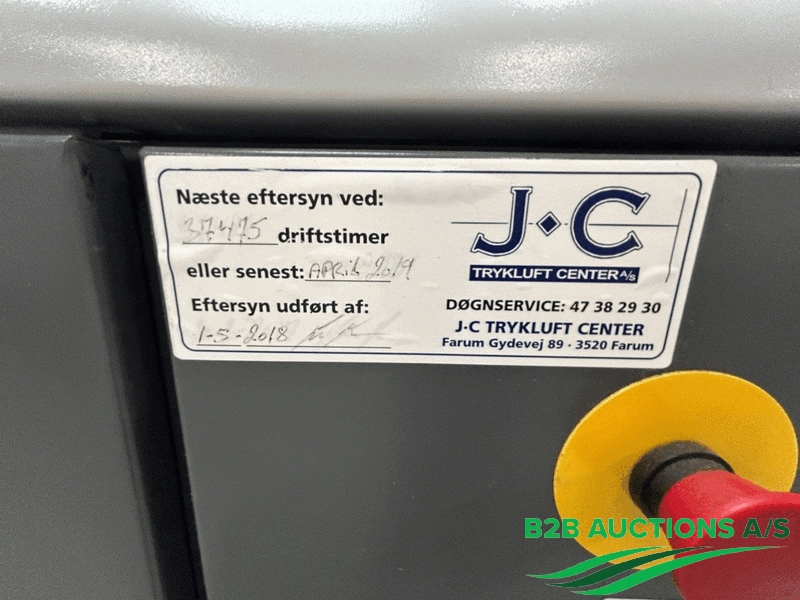 Næste eftersyn ved:
37475 driftstimer
eller senest: APRil 2019
Eftersyn udført af:
1-5-2018
J·C
TRYKLUFT CENTER A/S
DØGNSERVICE: 47 38 29 30
J·C TRYKLUFT CENTER
Farum Gydevej 89 · 3520 Farum
B2B AUCTIONS A/S